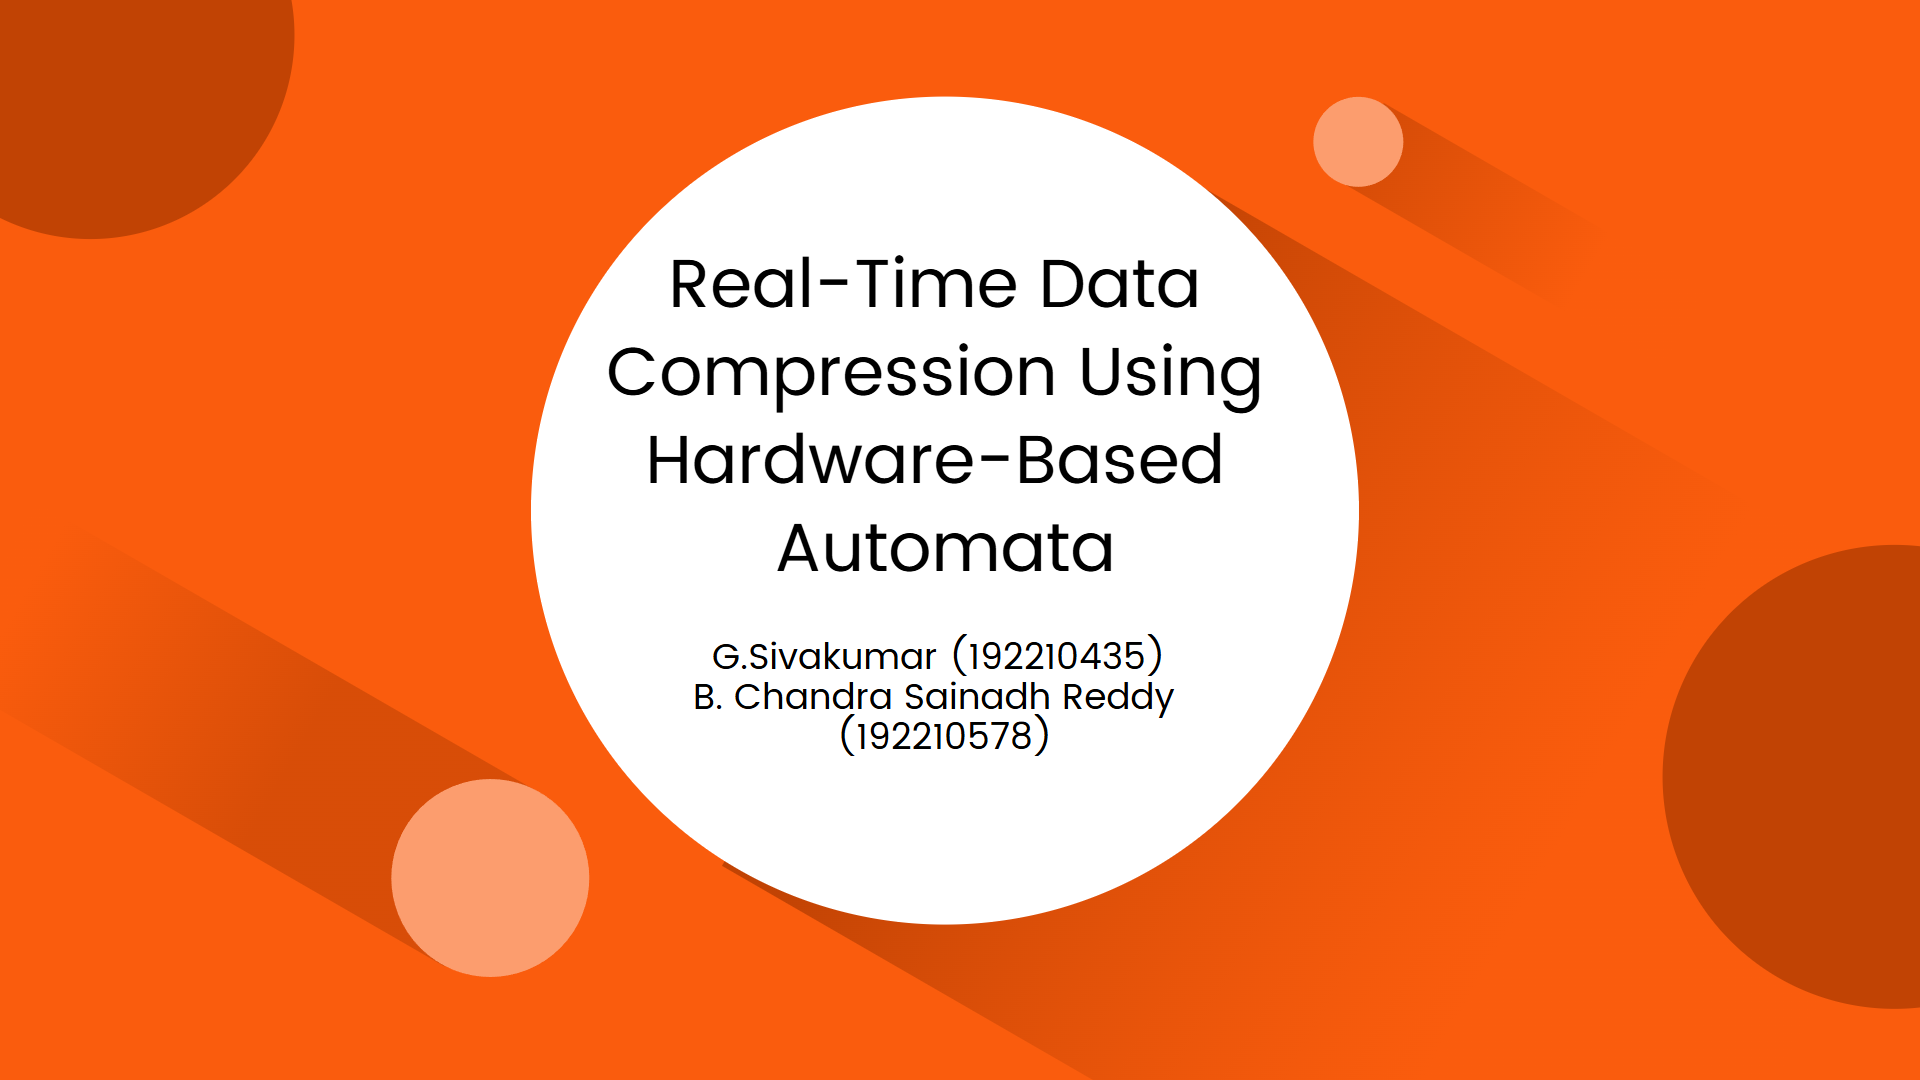 Real-Time Data
Compression Using
Hardware-Based
Automata
G.Sivakumar (192210435)
B. Chandra Sainadh Reddy
(192210578)